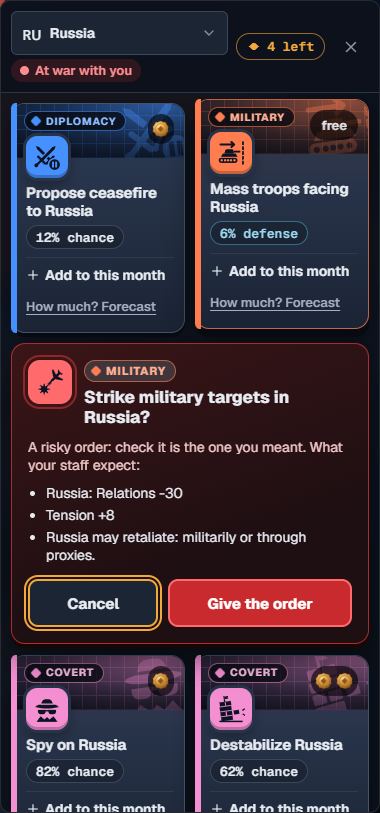 RU Russia
4 left
At war with you
DIPLOMACY
Propose ceasefire
to Russia
12% chance
+ Add to this month
How much? Forecast
MILITARY
free
Mass troops facing
Russia
6% defense
+ Add to this month
How much? Forecast
MILITARY
Strike military targets in
Russia?
A risky order: check it is the one you meant. What
your staff expect:
• Russia: Relations -30
• Tension +8
• Russia may retaliate: militarily or through
proxies.
Cancel
Give the order
COVERT
Spy on Russia
82% chance
+ Add to this month
COVERT
Destabilize Russia
62% chance
+ Add to this month